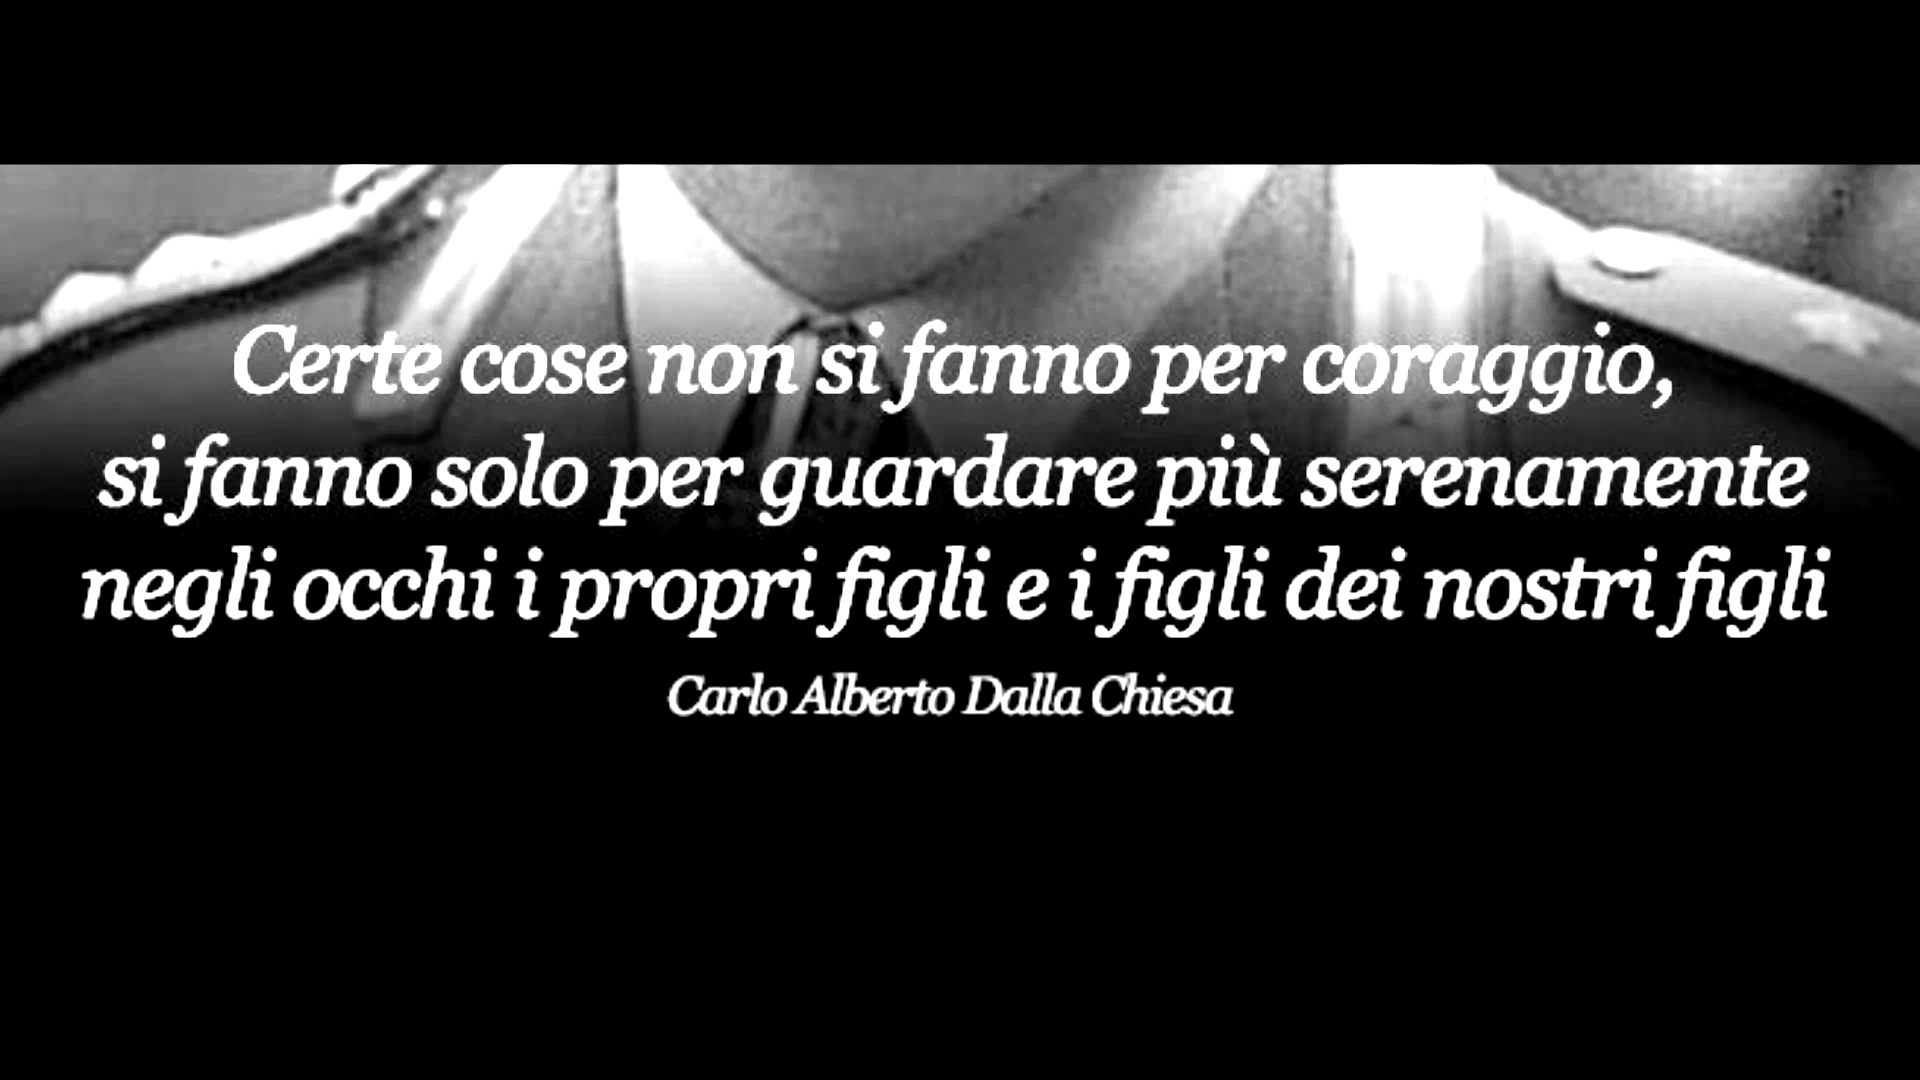 Certe cose non si fanno per coraggio,
si fanno solo per guardare più serenamente
negli occhi i propri figli e i figli dei nostri figli
Carlo Alberto Dalla Chiesa